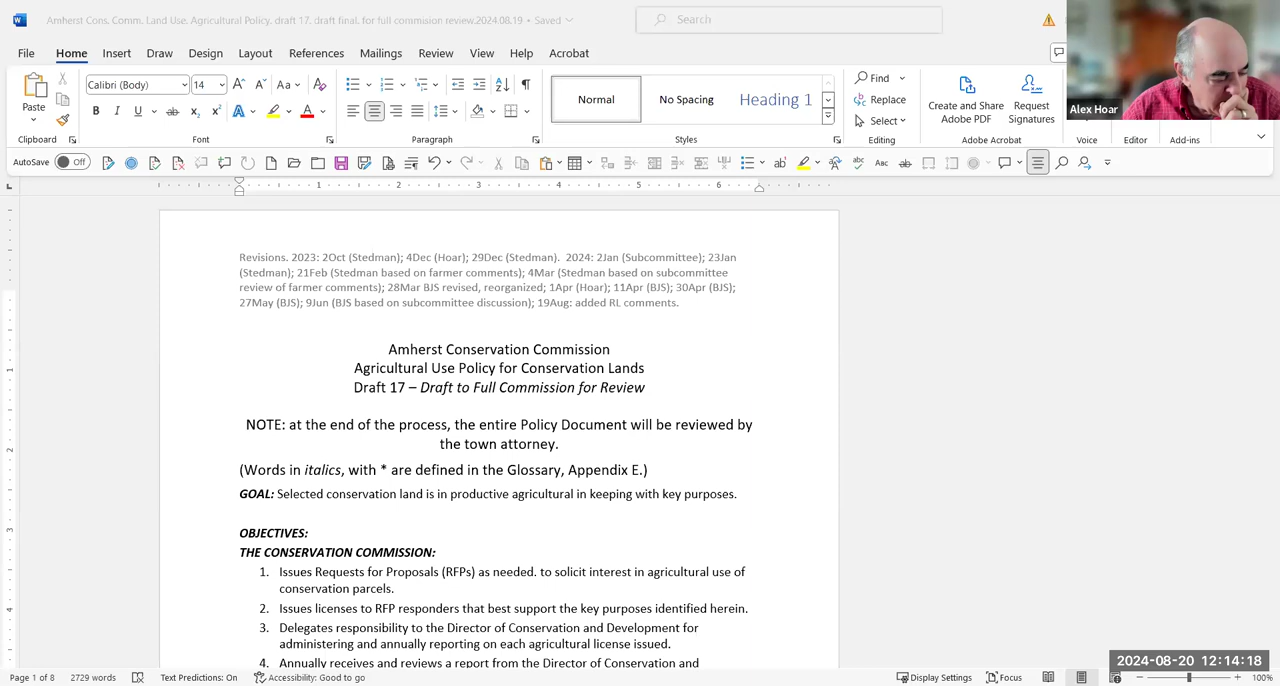 Amherst Cons. Comm. Land Use. Agricultural Policy. draft 17. draft final. for full commision review.2024.08.19 • Saved
Search
File Home Insert Draw Design Layout References Mailings Review View Help Acrobat
Paste
Calibri (Body) 14
Normal
No Spacing
Heading 1
Find
Replace
Select
Create and Share Adobe PDF
Request Signatures
Alex Hoar
Clipboard Font Paragraph Styles Editing Adobe Acrobat Voice Editor Add-ins
AutoSave Off
1 2 3 4 5 6
Revisions. 2023: 2Oct (Stedman); 4Dec (Hoar); 29Dec (Stedman). 2024: 2Jan (Subcommittee); 23Jan
(Stedman); 21Feb (Stedman based on farmer comments); 4Mar (Stedman based on subcommittee
review of farmer comments); 28Mar BJS revised, reorganized; 1Apr (Hoar); 11Apr (BJS); 30Apr (BJS);
27May (BJS); 9Jun (BJS based on subcommittee discussion); 19Aug: added RL comments.
Amherst Conservation Commission
Agricultural Use Policy for Conservation Lands
Draft 17 – Draft to Full Commission for Review
NOTE: at the end of the process, the entire Policy Document will be reviewed by
the town attorney.
(Words in italics, with * are defined in the Glossary, Appendix E.)
GOAL: Selected conservation land is in productive agricultural in keeping with key purposes.
OBJECTIVES:
THE CONSERVATION COMMISSION:
1. Issues Requests for Proposals (RFPs) as needed. to solicit interest in agricultural use of
conservation parcels.
2. Issues licenses to RFP responders that best support the key purposes identified herein.
3. Delegates responsibility to the Director of Conservation and Development for
administering and annually reporting on each agricultural license issued.
4. Annually receives and reviews a report from the Director of Conservation and
2024-08-20 12:14:18
Page 1 of 8 2729 words Text Predictions: On Accessibility: Good to go Display Settings Focus 100%